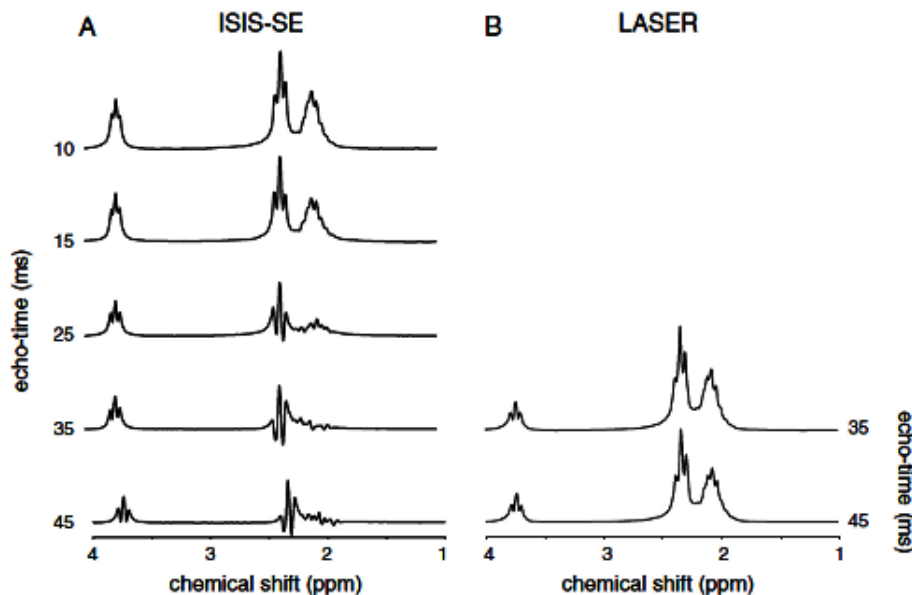 A ISIS-SE
B LASER
echo-time (ms)
10
15
25
35
45
4 3 2 1
chemical shift (ppm)
35
45
echo-time (ms)
4 3 2 1
chemical shift (ppm)